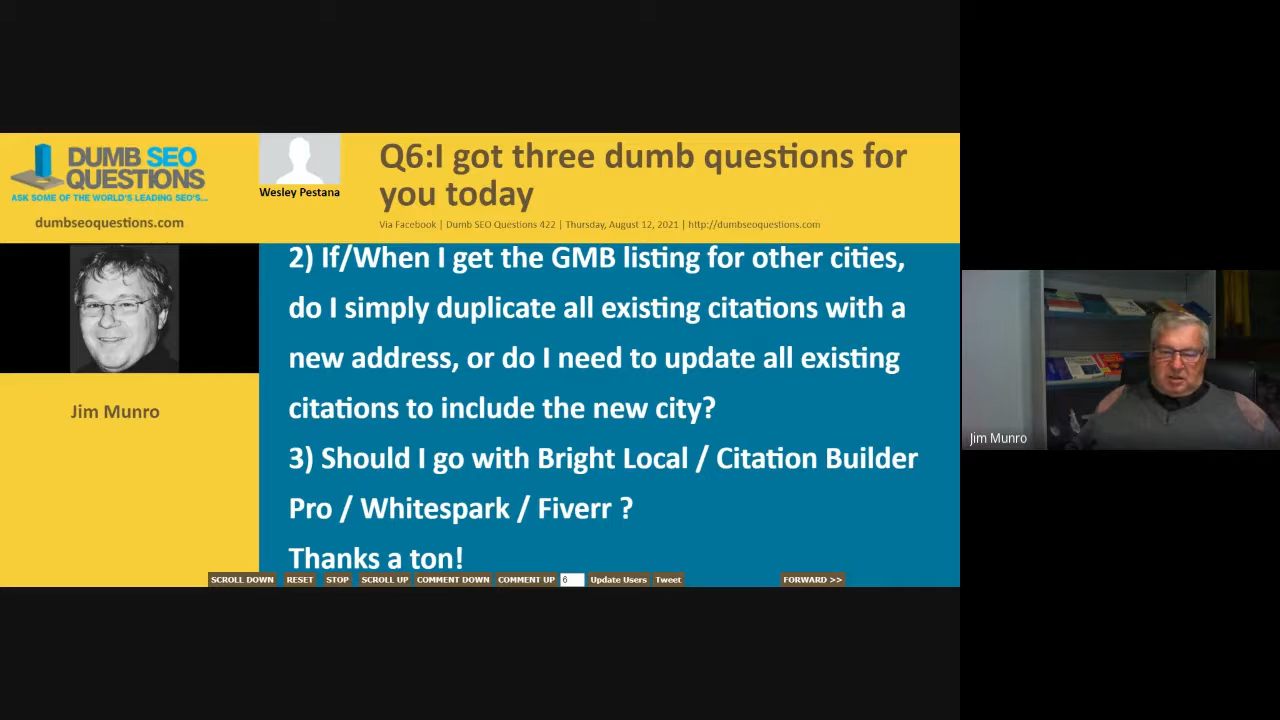 DUMB SEO
QUESTIONS
ASK SOME OF THE WORLD'S LEADING SEO'S...
dumbseoquestions.com
Wesley Pestana
Q6:I got three dumb questions for
you today
Via Facebook | Dumb SEO Questions 422 | Thursday, August 12, 2021 | http://dumbseoquestions.com
Jim Munro
2) If/When I get the GMB listing for other cities,
do I simply duplicate all existing citations with a
new address, or do I need to update all existing
citations to include the new city?
3) Should I go with Bright Local / Citation Builder
Pro / Whitespark / Fiverr ?
Thanks a ton!
SCROLL DOWN RESET STOP SCROLL UP COMMENT DOWN COMMENT UP 6 Update Users Tweet FORWARD >>
Jim Munro